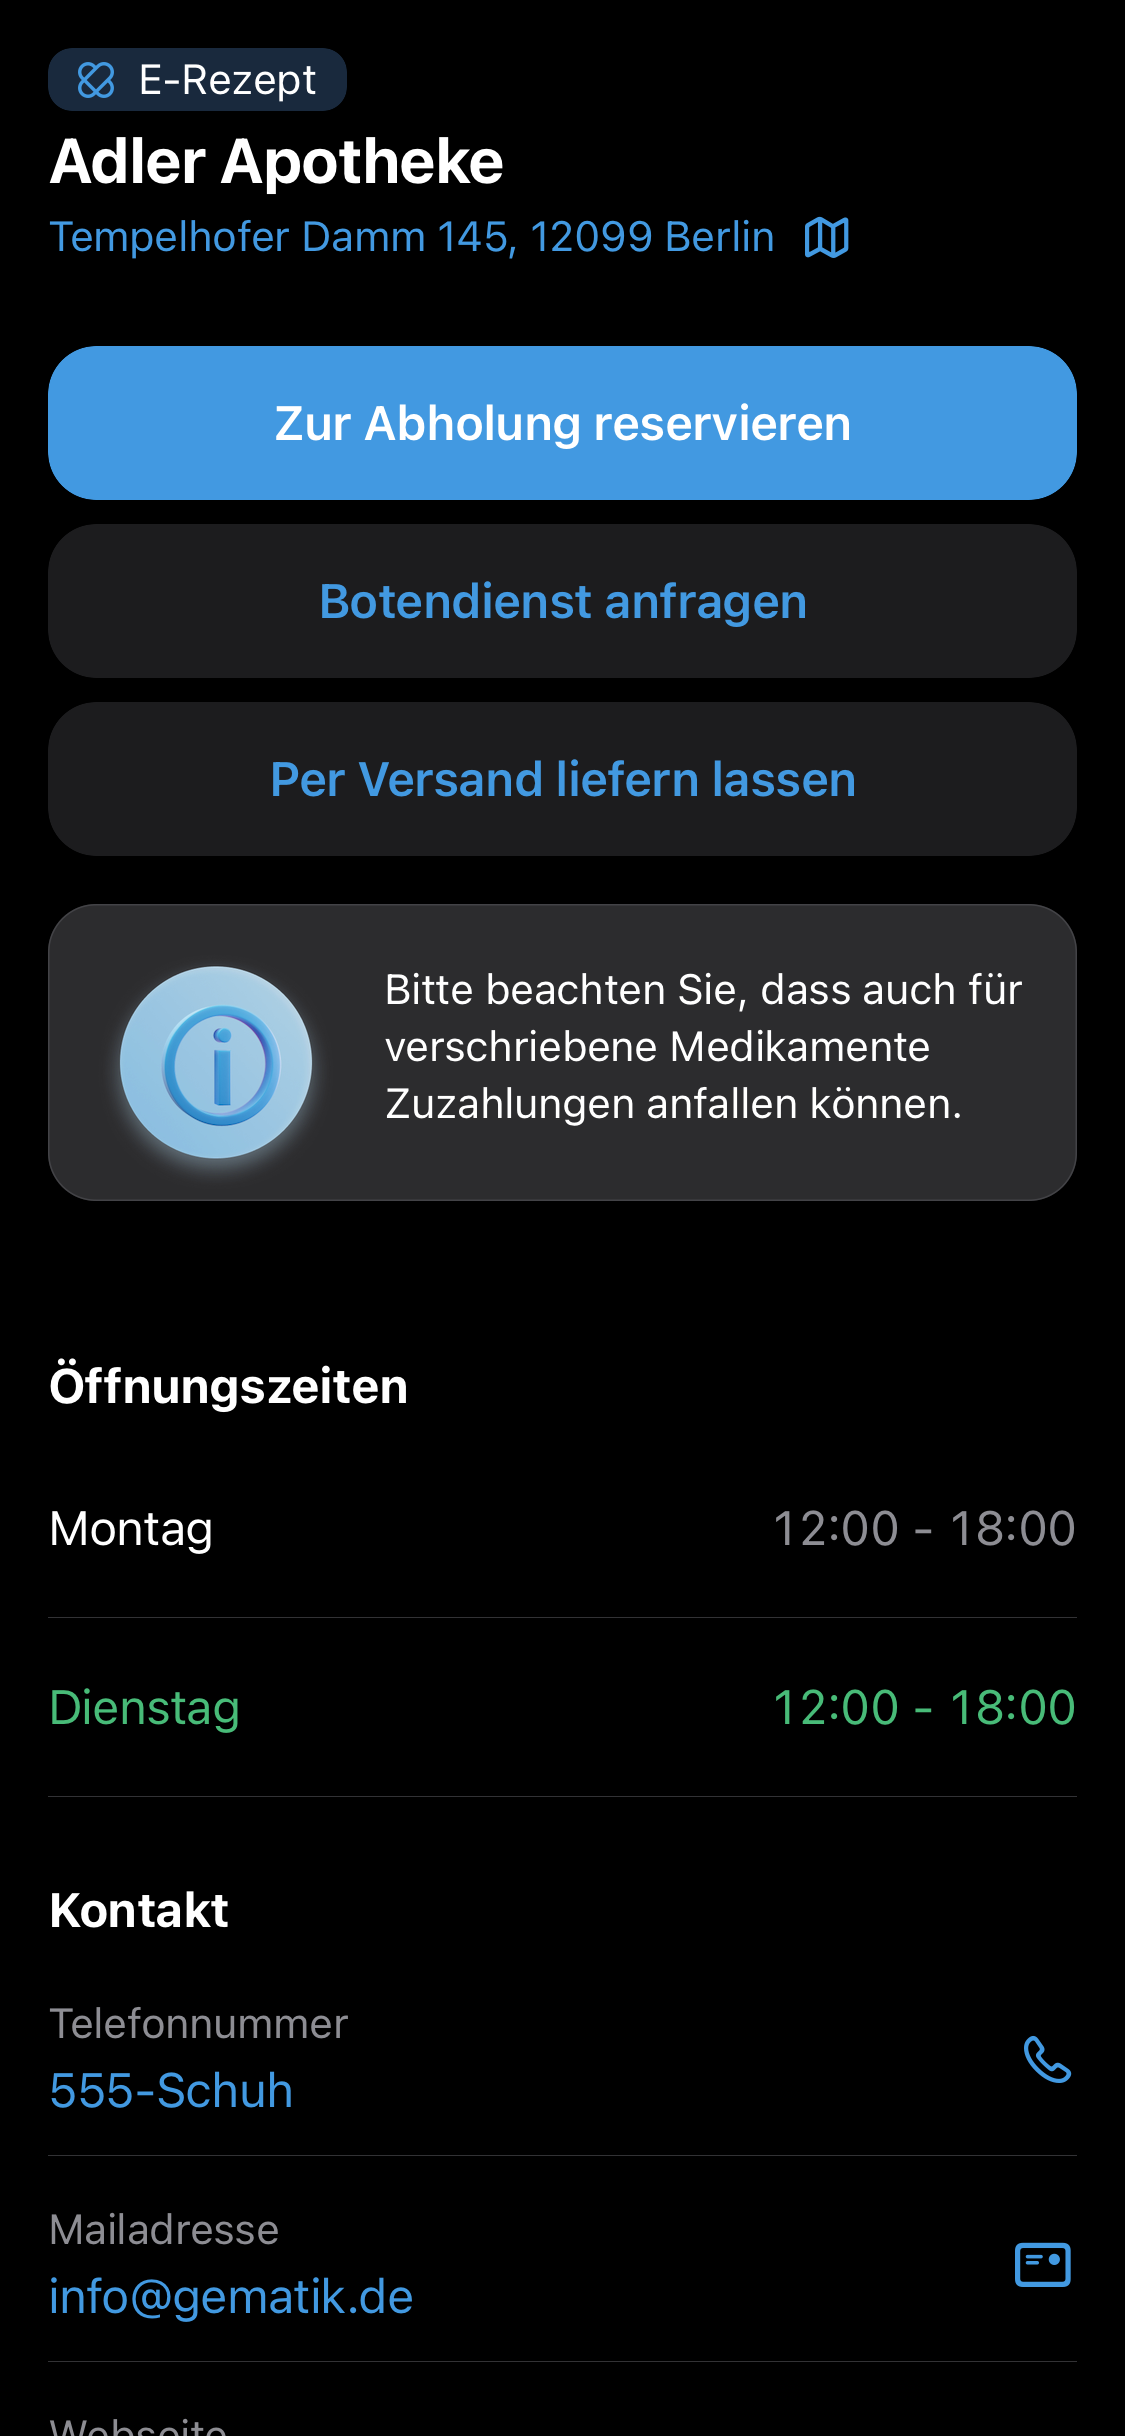 E-Rezept
Adler Apotheke
Tempelhofer Damm 145, 12099 Berlin
Zur Abholung reservieren
Botendienst anfragen
Per Versand liefern lassen
Bitte beachten Sie, dass auch für
verschriebene Medikamente
Zuzahlungen anfallen können.
Öffnungszeiten
Montag 12:00 - 18:00
Dienstag 12:00 - 18:00
Kontakt
Telefonnummer
555-Schuh
Mailadresse
info@gematik.de
Webseite